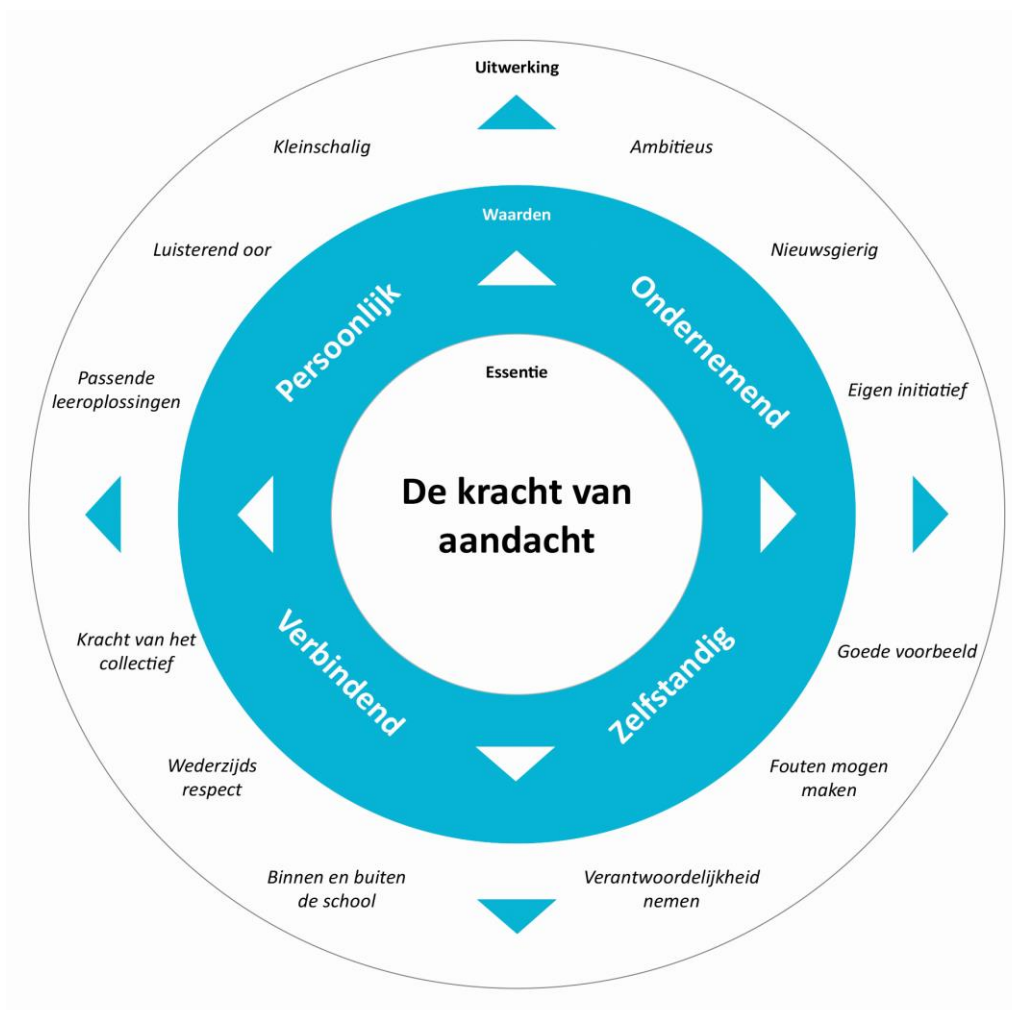 Uitwerking
Kleinschalig
Ambitieus
Waarden
Luisterend oor
Nieuwsgierig
Persoonlijk
Ondernemend
Essentie
Passende
leeroplossingen
Eigen initiatief
De kracht van
aandacht
Kracht van het
collectief
Verbindend
Zelfstandig
Goede voorbeeld
Wederzijds
respect
Fouten mogen
maken
Binnen en buiten
de school
Verantwoordelijkheid
nemen